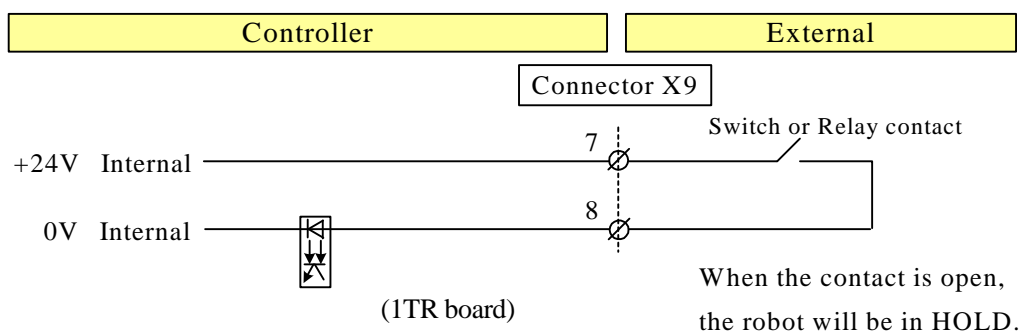 Controller
External
Connector X9
Switch or Relay contact
7
+24V Internal
8
0V Internal
When the contact is open,
(1TR board)
the robot will be in HOLD.